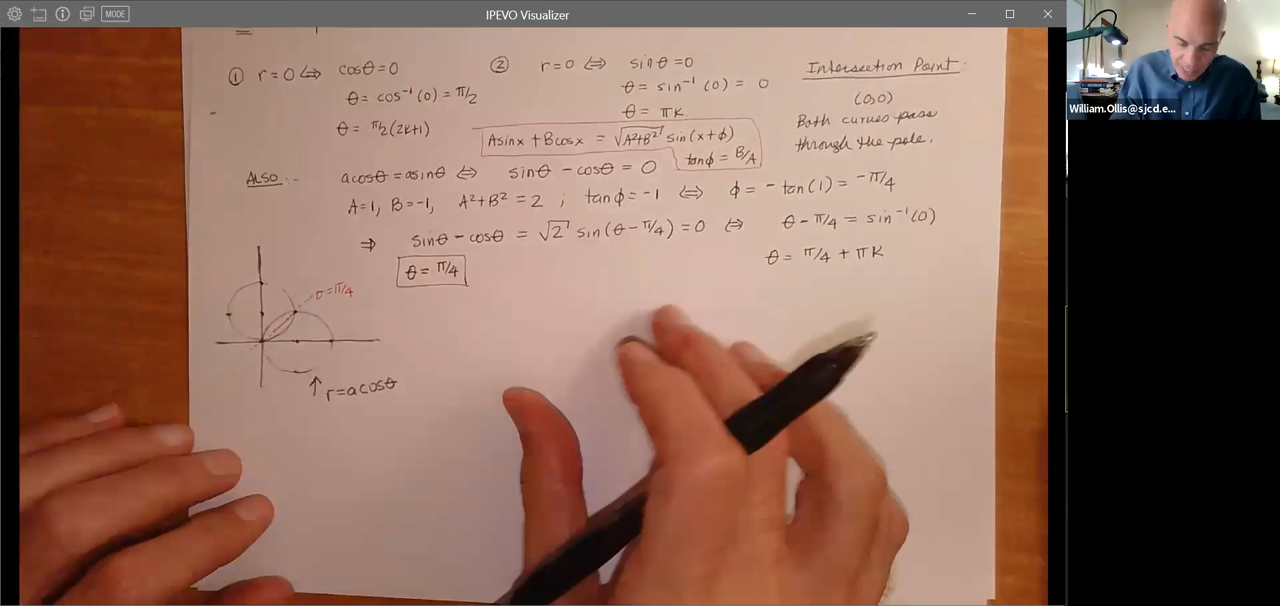 IPEVO Visualizer
MODE
① r=0 ⇔ cosθ=0
θ = cos⁻¹(0) = π/2
θ = π/2(2k+1)
② r=0 ⇔ sinθ=0
θ = sin⁻¹(0) = 0
θ = πK
Intersection Point:
(0,0)
Both curves pass
through the pole.
Asinx + Bcosx = √A²+B² sin(x+ϕ)
tanϕ = B/A
ALSO:-
acosθ = asinθ ⇔ sinθ - cosθ = 0
A=1, B=-1, A²+B² = 2 ; tanϕ = -1 ⇔ ϕ = -tan(1) = -π/4
⇒ sinθ - cosθ = √2 sin(θ-π/4) = 0 ⇔ θ - π/4 = sin⁻¹(0)
θ = π/4
θ = π/4 + πK
σ=π/4
↑ r=acosθ
William.Ollis@sjcd.e...